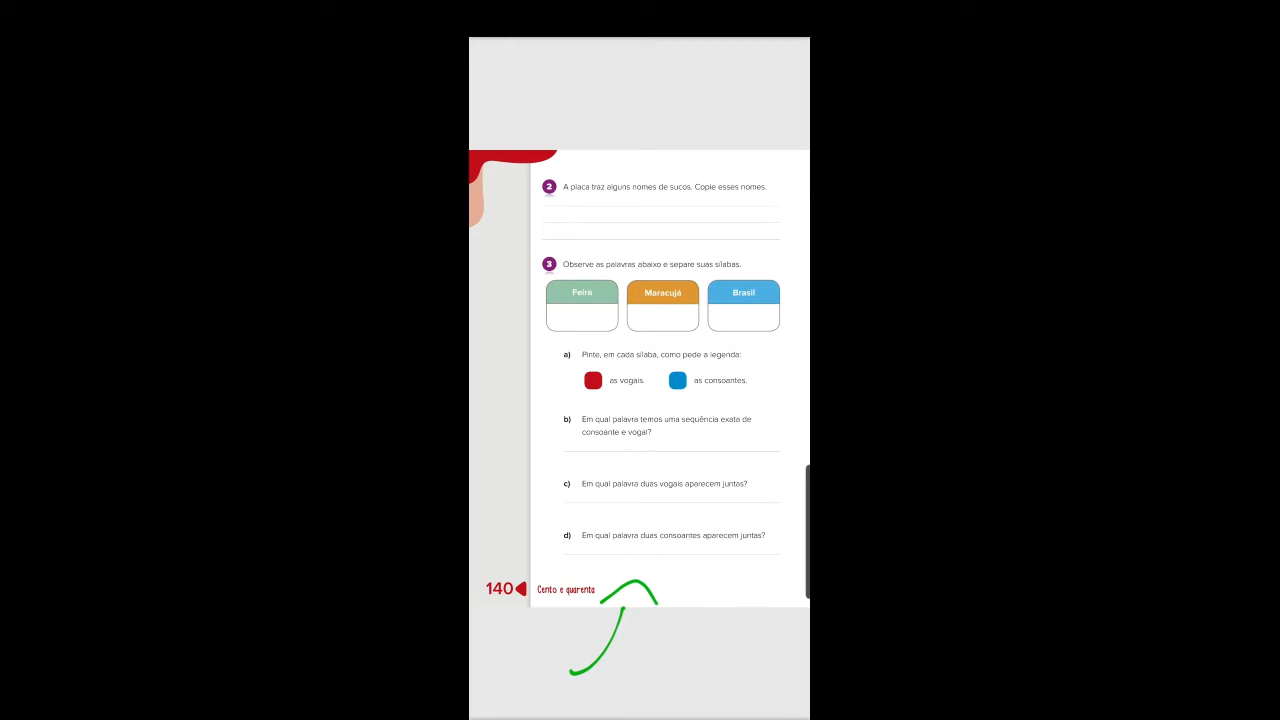 2 A placa traz alguns nomes de sucos. Copie esses nomes.
3 Observe as palavras abaixo e separe suas sílabas.
Feira Maracujá Brasil
a) Pinte, em cada sílaba, como pede a legenda:
as vogais. as consoantes.
b) Em qual palavra temos uma sequência exata de
consoante e vogal?
c) Em qual palavra duas vogais aparecem juntas?
d) Em qual palavra duas consoantes aparecem juntas?
140 Cento e quarenta